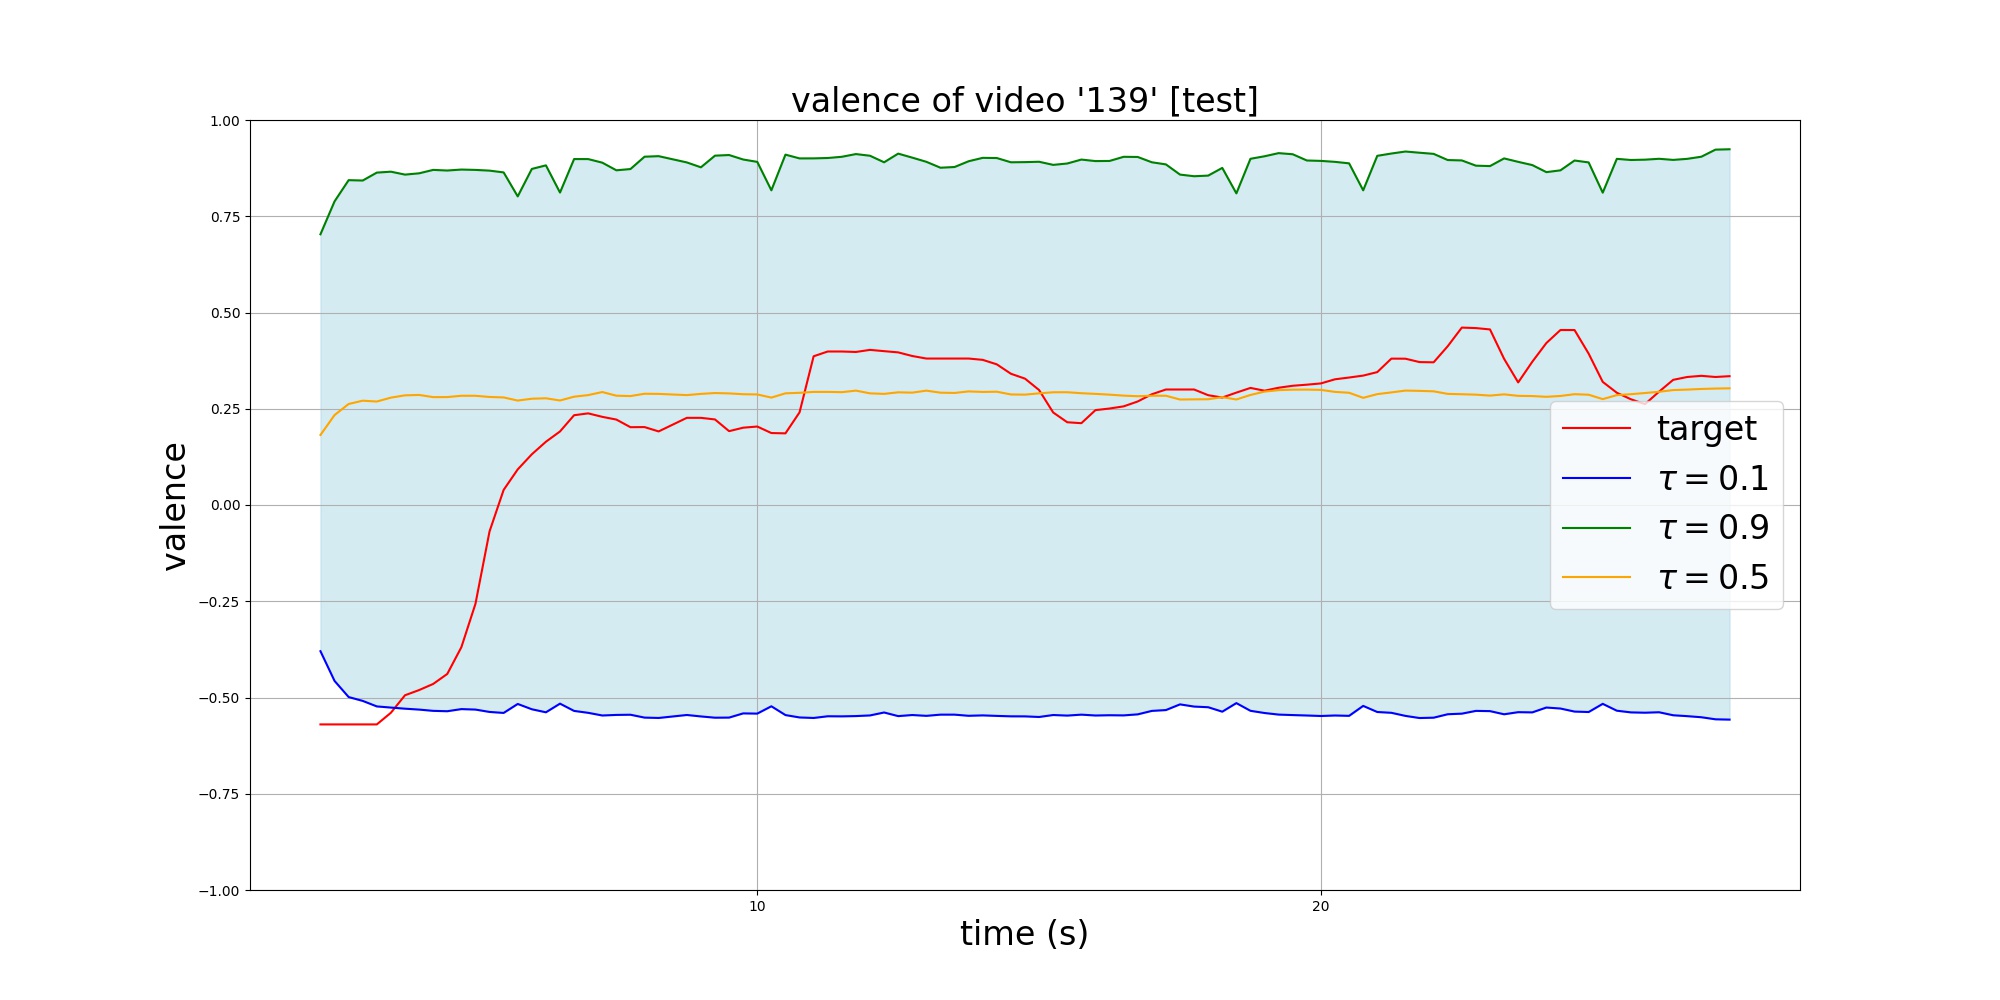 valence of video '139' [test]
1.00
0.75
0.50
0.25
0.00
−0.25
−0.50
−0.75
−1.00
valence
target
τ = 0.1
τ = 0.9
τ = 0.5
10
20
time (s)